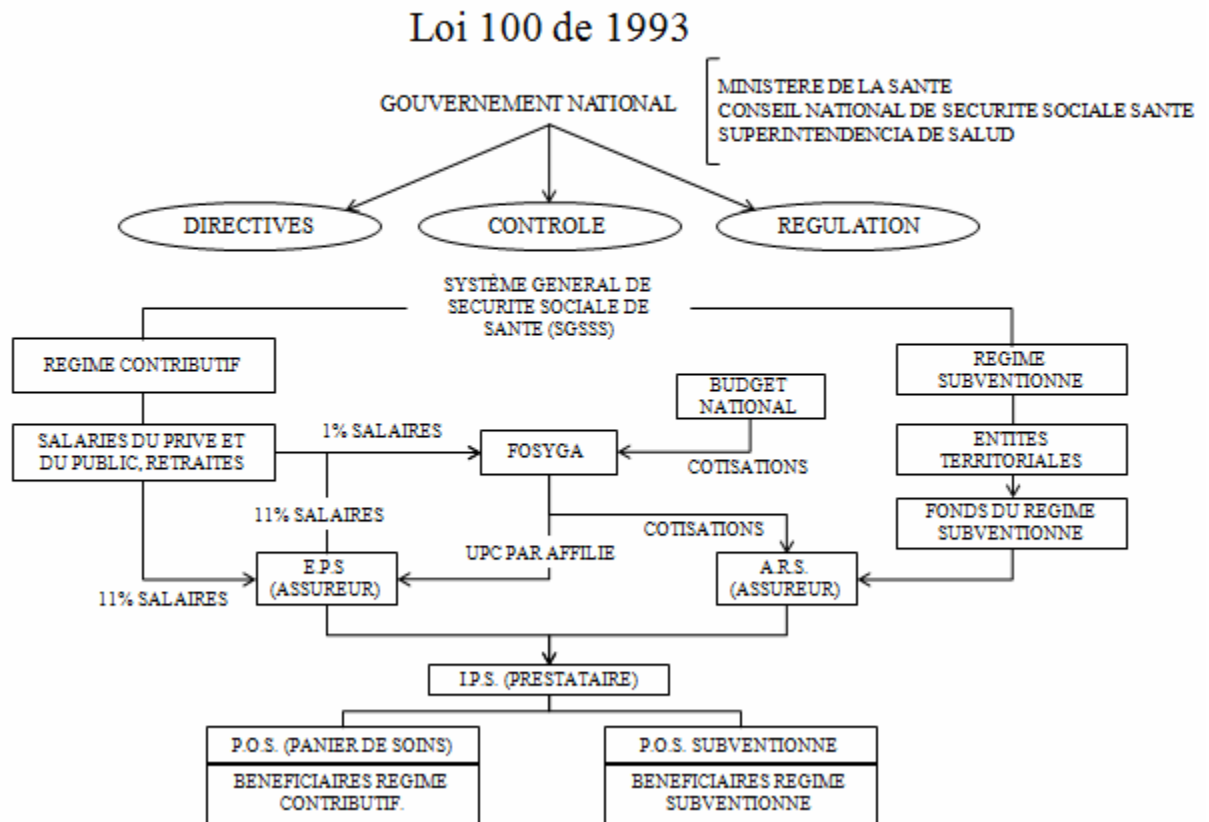 Loi 100 de 1993
GOUVERNEMENT NATIONAL
MINISTERE DE LA SANTE
CONSEIL NATIONAL DE SECURITE SOCIALE SANTE
SUPERINTENDENCIA DE SALUD
DIRECTIVES
CONTROLE
REGULATION
SYSTÈME GENERAL DE
SECURITE SOCIALE DE
SANTE (SGSSS)
REGIME CONTRIBUTIF
REGIME
SUBVENTIONNE
BUDGET
NATIONAL
SALARIES DU PRIVE ET
DU PUBLIC, RETRAITES
1% SALAIRES
FOSYGA
COTISATIONS
ENTITES
TERRITORIALES
11% SALAIRES
COTISATIONS
FONDS DU REGIME
SUBVENTIONNE
UPC PAR AFFILIE
E.P.S
(ASSUREUR)
A.R.S.
(ASSUREUR)
11% SALAIRES
I.P.S. (PRESTATAIRE)
P.O.S. (PANIER DE SOINS)
BENEFICIAIRES REGIME
CONTRIBUTIF.
P.O.S. SUBVENTIONNE
BENEFICIAIRES REGIME
SUBVENTIONNE